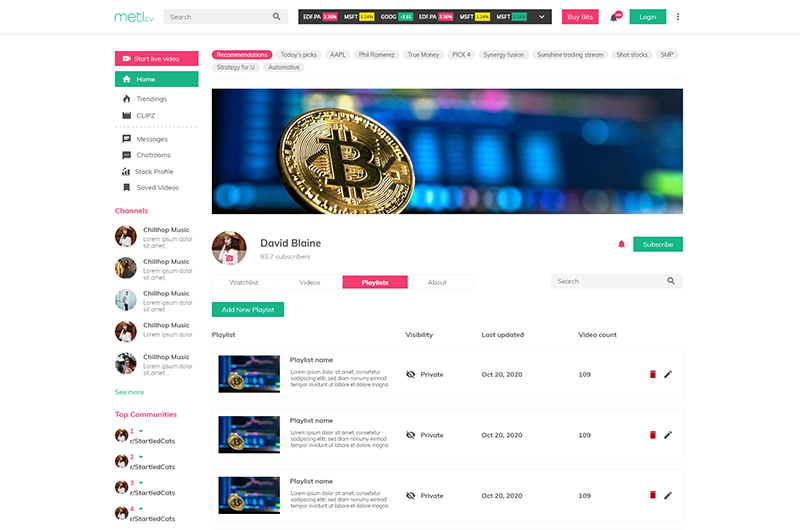 metl.tv
Search
EDF.PA 3.36% MSFT 1.24% GOOG -1.51 EDF.PA 3.36% MSFT 1.24% MSFT 1.24%
Buy Bits
Login
Start live video
Home
Trendings
CLIPZ
Messages
Chatrooms
Stock Profile
Saved Videos
Channels
Chillhop Music
Lorem ipsum dolor
sit amet,
Chillhop Music
Lorem ipsum dolor
sit amet,
Chillhop Music
Lorem ipsum dolor
sit amet,
Chillhop Music
Lorem ipsum dolor
Chillhop Music
Lorem ipsum dolor
sit amet,
See more
Top Communities
1
r/StartledCats
2
r/StartledCats
3
r/StartledCats
4
r/StartledCats
Recommendations Today's picks AAPL Phil Romerez True Money PICK 4 Synergy fusion Sunshine trading stream Shot stocks SMP
Strategy for U Automotive
David Blaine
83,7 subscribers
Subscribe
Watchlist Videos Playlists About
Search
Add New Playlist
Playlist Visibility Last updated Video count
Playlist name
Lorem ipsum dolor sit amet, consetetur
sadipscing elitr, sed diam nonumy eirmod
tempor invidunt ut labore et dolore magna
Private Oct 20, 2020 109
Playlist name
Lorem ipsum dolor sit amet, consetetur
sadipscing elitr, sed diam nonumy eirmod
tempor invidunt ut labore et dolore magna
Private Oct 20, 2020 109
Playlist name
Lorem ipsum dolor sit amet, consetetur
sadipscing elitr, sed diam nonumy eirmod
tempor invidunt ut labore et dolore magna
Private Oct 20, 2020 109